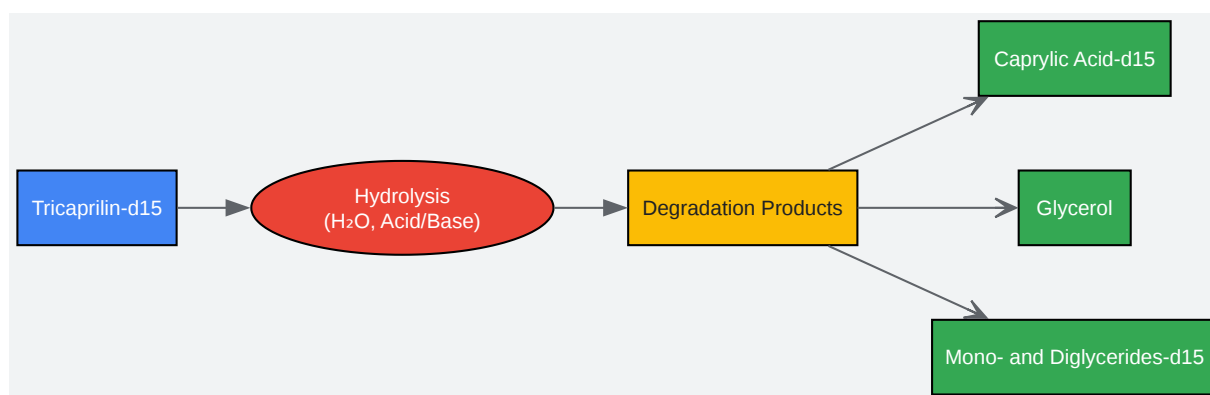 Tricaprilin-d15
Hydrolysis
(H₂O, Acid/Base)
Degradation Products
Caprylic Acid-d15
Glycerol
Mono- and Diglycerides-d15